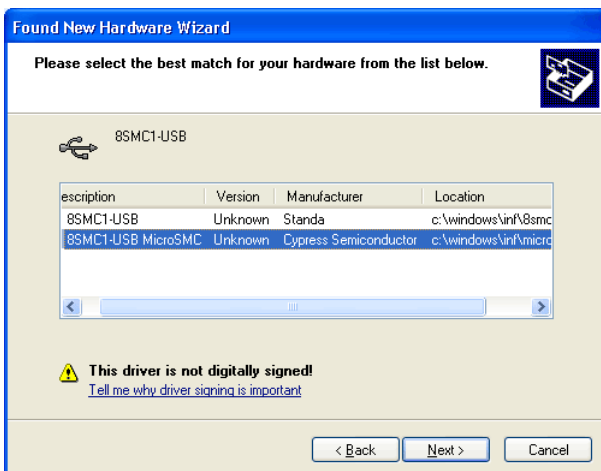 Found New Hardware Wizard
Please select the best match for your hardware from the list below.
8SMC1-USB
escription Version Manufacturer Location
8SMC1-USB Unknown Standa c:\windows\inf\8smc
8SMC1-USB MicroSMC Unknown Cypress Semiconductor c:\windows\inf\micro
This driver is not digitally signed!
Tell me why driver signing is important
< Back Next > Cancel